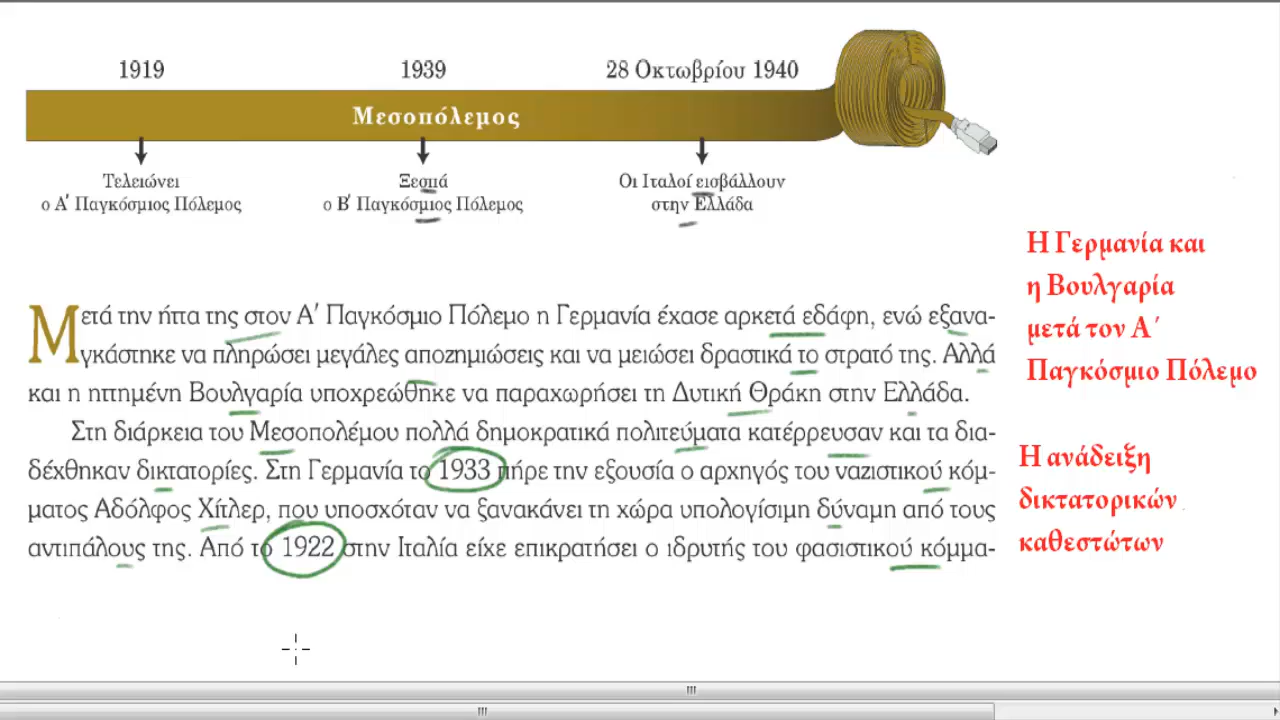 1919 1939 28 Οκτωβρίου 1940
Μεσοπόλεμος
Τελειώνει
ο Α′ Παγκόσμιος Πόλεμος
Ξεσπά
ο Β′ Παγκόσμιος Πόλεμος
Οι Ιταλοί εισβάλλουν
στην Ελλάδα
Μετά την ήττα της στον Α′ Παγκόσμιο Πόλεμο η Γερμανία έχασε αρκετά εδάφη, ενώ εξανα-
γκάστηκε να πληρώσει μεγάλες αποζημιώσεις και να μειώσει δραστικά το στρατό της. Αλλά
και η ηττημένη Βουλγαρία υποχρεώθηκε να παραχωρήσει τη Δυτική Θράκη στην Ελλάδα.
Στη διάρκεια του Μεσοπολέμου πολλά δημοκρατικά πολιτεύματα κατέρρευσαν και τα δια-
δέχθηκαν δικτατορίες. Στη Γερμανία το 1933 πήρε την εξουσία ο αρχηγός του ναζιστικού κόμ-
ματος Αδόλφος Χίτλερ, που υποσχόταν να ξανακάνει τη χώρα υπολογίσιμη δύναμη από τους
αντιπάλους της. Από το 1922 στην Ιταλία είχε επικρατήσει ο ιδρυτής του φασιστικού κόμμα-
Η Γερμανία και
η Βουλγαρία
μετά τον Α΄
Παγκόσμιο Πόλεμο
Η ανάδειξη
δικτατορικών
καθεστώτων